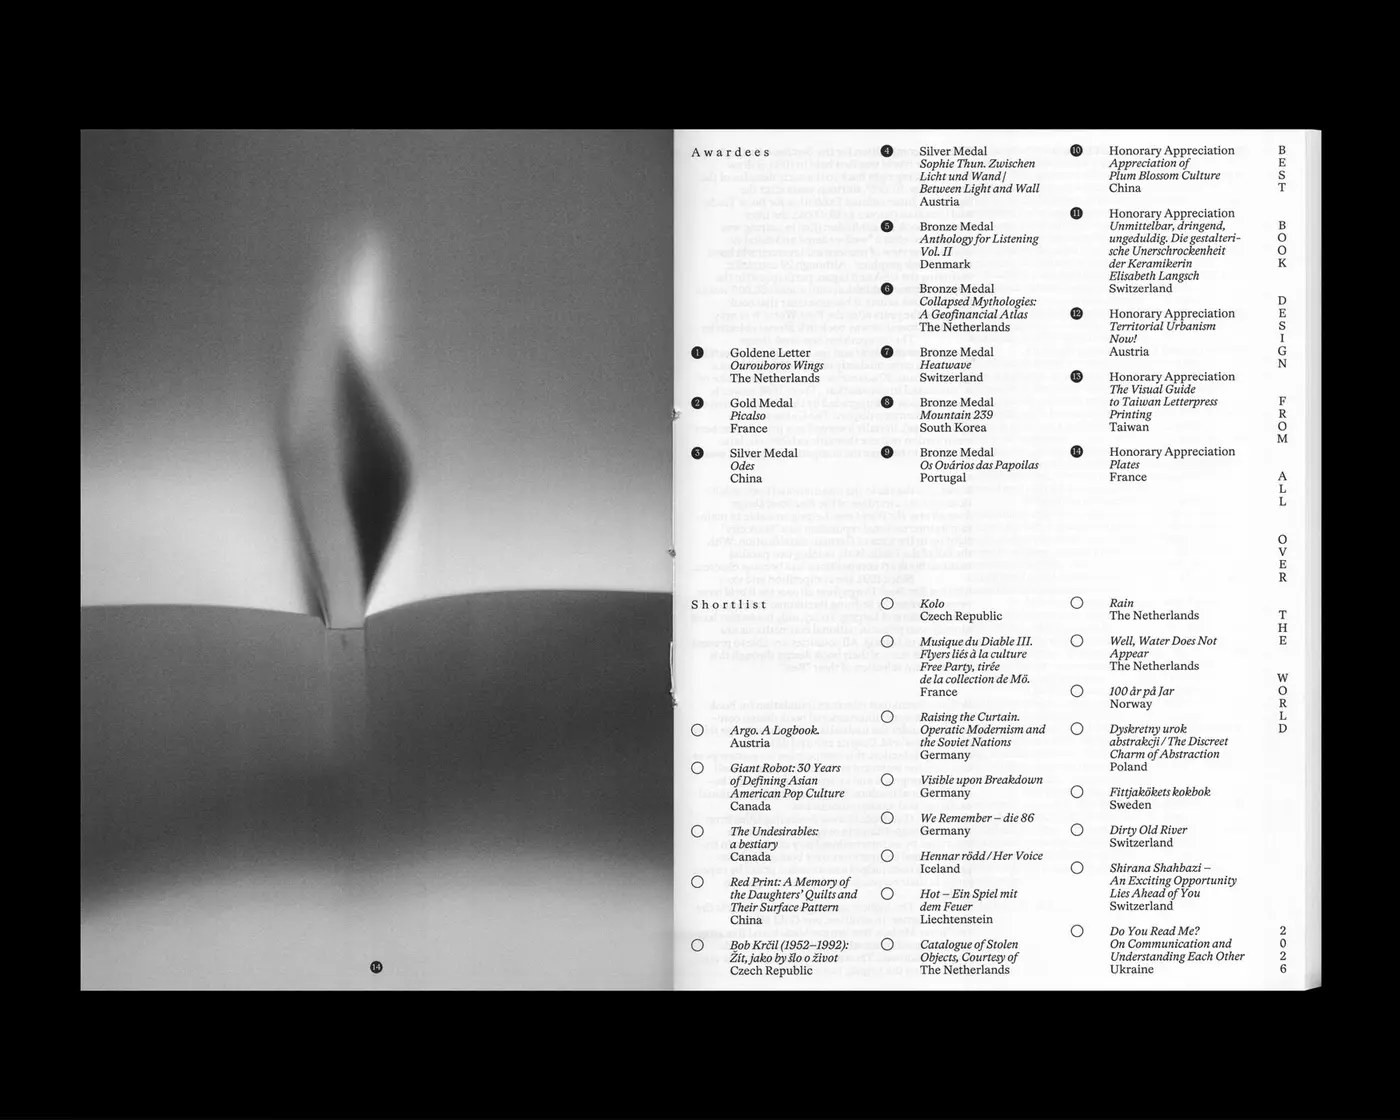 14
Awardees
1 Goldene Letter
Ourouboros Wings
The Netherlands
2 Gold Medal
Picalso
France
3 Silver Medal
Odes
China
4 Silver Medal
Sophie Thun. Zwischen
Licht und Wand /
Between Light and Wall
Austria
5 Bronze Medal
Anthology for Listening
Vol. II
Denmark
6 Bronze Medal
Collapsed Mythologies:
A Geofinancial Atlas
The Netherlands
7 Bronze Medal
Heatwave
Switzerland
8 Bronze Medal
Mountain 239
South Korea
9 Bronze Medal
Os Ovários das Papoilas
Portugal
10 Honorary Appreciation
Appreciation of
Plum Blossom Culture
China
11 Honorary Appreciation
Unmittelbar, dringend,
ungeduldig. Die gestalteri-
sche Unerschrockenheit
der Keramikerin
Elisabeth Langsch
Switzerland
12 Honorary Appreciation
Territorial Urbanism
Now!
Austria
13 Honorary Appreciation
The Visual Guide
to Taiwan Letterpress
Printing
Taiwan
14 Honorary Appreciation
Plates
France
Shortlist
Argo. A Logbook.
Austria
Giant Robot: 30 Years
of Defining Asian
American Pop Culture
Canada
The Undesirables:
a bestiary
Canada
Red Print: A Memory of
the Daughters' Quilts and
Their Surface Pattern
China
Bob Krčil (1952–1992):
Žít, jako by šlo o život
Czech Republic
Kolo
Czech Republic
Musique du Diable III.
Flyers liés à la culture
Free Party, tirée
de la collection de Mö.
France
Raising the Curtain.
Operatic Modernism and
the Soviet Nations
Germany
Visible upon Breakdown
Germany
We Remember – die 86
Germany
Hennar rödd / Her Voice
Iceland
Hot – Ein Spiel mit
dem Feuer
Liechtenstein
Catalogue of Stolen
Objects, Courtesy of
The Netherlands
Rain
The Netherlands
Well, Water Does Not
Appear
The Netherlands
100 år på Jar
Norway
Dyskretny urok
abstrakcji / The Discreet
Charm of Abstraction
Poland
Fittjakökets kokbok
Sweden
Dirty Old River
Switzerland
Shirana Shahbazi –
An Exciting Opportunity
Lies Ahead of You
Switzerland
Do You Read Me?
On Communication and
Understanding Each Other
Ukraine
BEST BOOK DESIGN FROM ALL OVER THE WORLD 2026